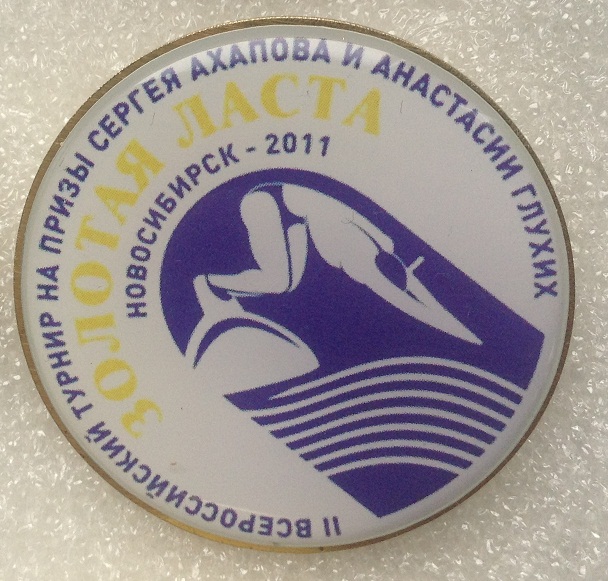 II ВСЕРОССИЙСКИЙ ТУРНИР НА ПРИЗЫ СЕРГЕЯ АХАПОВА И АНАСТАСИИ ГЛУХИХ
ЗОЛОТАЯ ЛАСТА
НОВОСИБИРСК - 2011